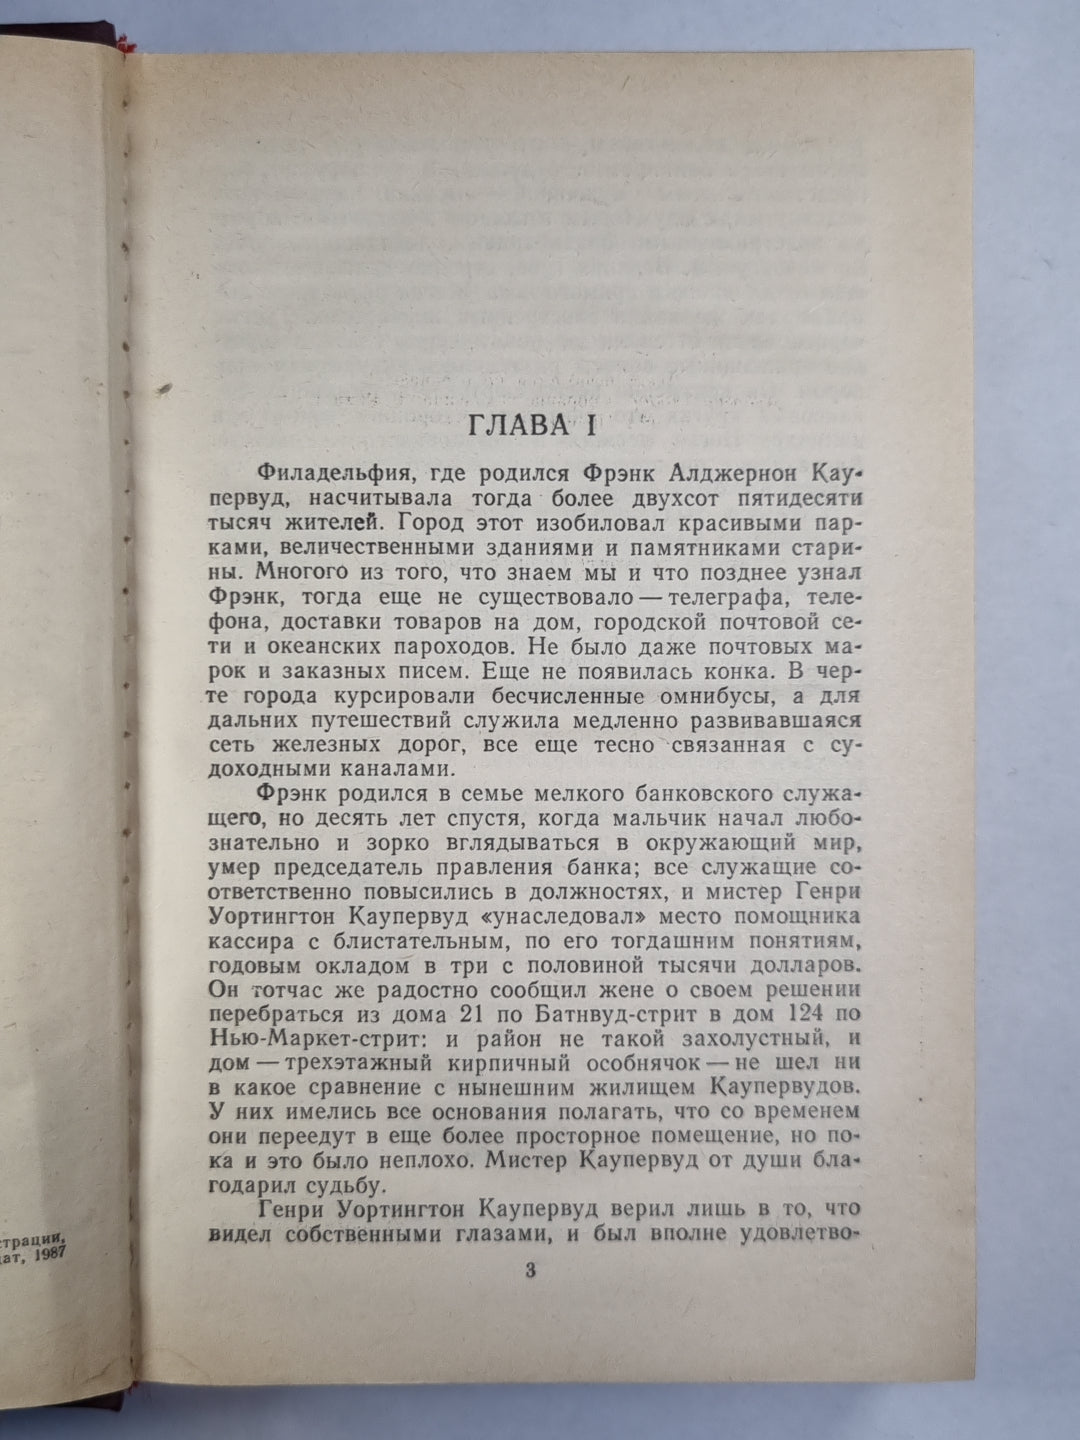 ГЛАВА I
Филадельфия, где родился Фрэнк Алджернон Кау-
первуд, насчитывала тогда более двухсот пятидесяти
тысяч жителей. Город этот изобиловал красивыми пар-
ками, величественными зданиями и памятниками стари-
ны. Многого из того, что знаем мы и что позднее узнал
Фрэнк, тогда еще не существовало — телеграфа, теле-
фона, доставки товаров на дом, городской почтовой се-
ти и океанских пароходов. Не было даже почтовых ма-
рок и заказных писем. Еще не появилась конка. В чер-
те города курсировали бесчисленные омнибусы, а для
дальних путешествий служила медленно развивавшаяся
сеть железных дорог, все еще тесно связанная с су-
доходными каналами.
Фрэнк родился в семье мелкого банковского служа-
щего, но десять лет спустя, когда мальчик начал любо-
знательно и зорко вглядываться в окружающий мир,
умер председатель правления банка; все служащие со-
ответственно повысились в должностях, и мистер Генри
Уортингтон Каупервуд «унаследовал» место помощника
кассира с блистательным, по его тогдашним понятиям,
годовым окладом в три с половиной тысячи долларов.
Он тотчас же радостно сообщил жене о своем решении
перебраться из дома 21 по Батнвуд-стрит в дом 124 по
Нью-Маркет-стрит: и район не такой захолустный, и
дом — трехэтажный кирпичный особнячок — не шел ни
в какое сравнение с нынешним жилищем Каупервудов.
У них имелись все основания полагать, что со временем
они переедут в еще более просторное помещение, но по-
ка и это было неплохо. Мистер Каупервуд от души бла-
годарил судьбу.
Генри Уортингтон Каупервуд верил лишь в то, что
видел собственными глазами, и был вполне удовлетво-
3
страции,
дат, 1987